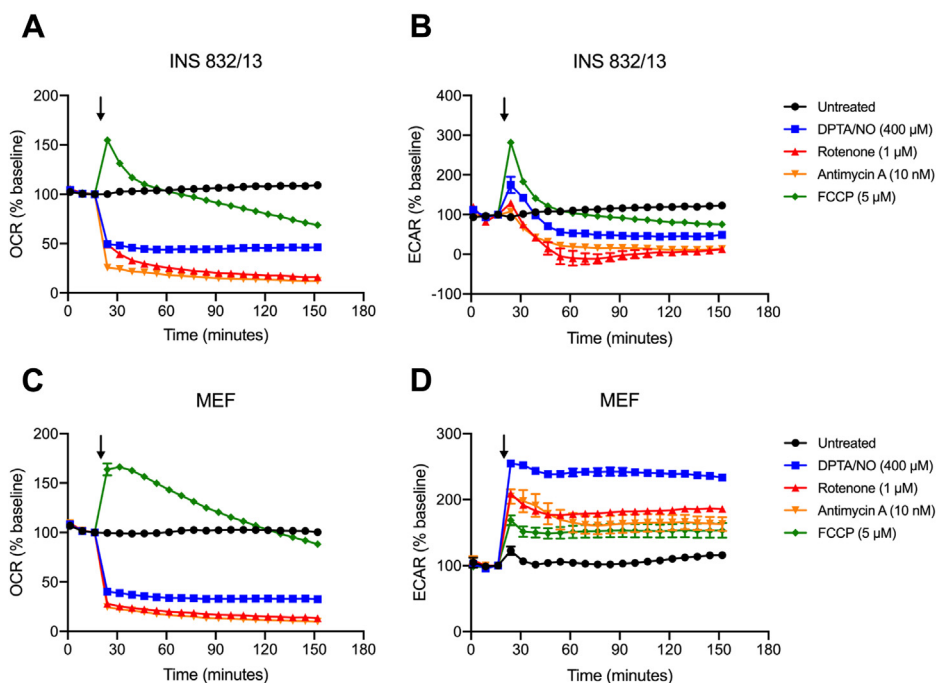 A
INS 832/13
OCR (% baseline)
200
150
100
50
0
0 30 60 90 120 150 180
Time (minutes)
B
INS 832/13
ECAR (% baseline)
400
300
200
100
0
-100
0 30 60 90 120 150 180
Time (minutes)
Untreated
DPTA/NO (400 µM)
Rotenone (1 µM)
Antimycin A (10 nM)
FCCP (5 µM)
C
MEF
OCR (% baseline)
200
150
100
50
0
0 30 60 90 120 150 180
Time (minutes)
D
MEF
ECAR (% baseline)
300
200
100
0
0 30 60 90 120 150 180
Time (minutes)
Untreated
DPTA/NO (400 µM)
Rotenone (1 µM)
Antimycin A (10 nM)
FCCP (5 µM)